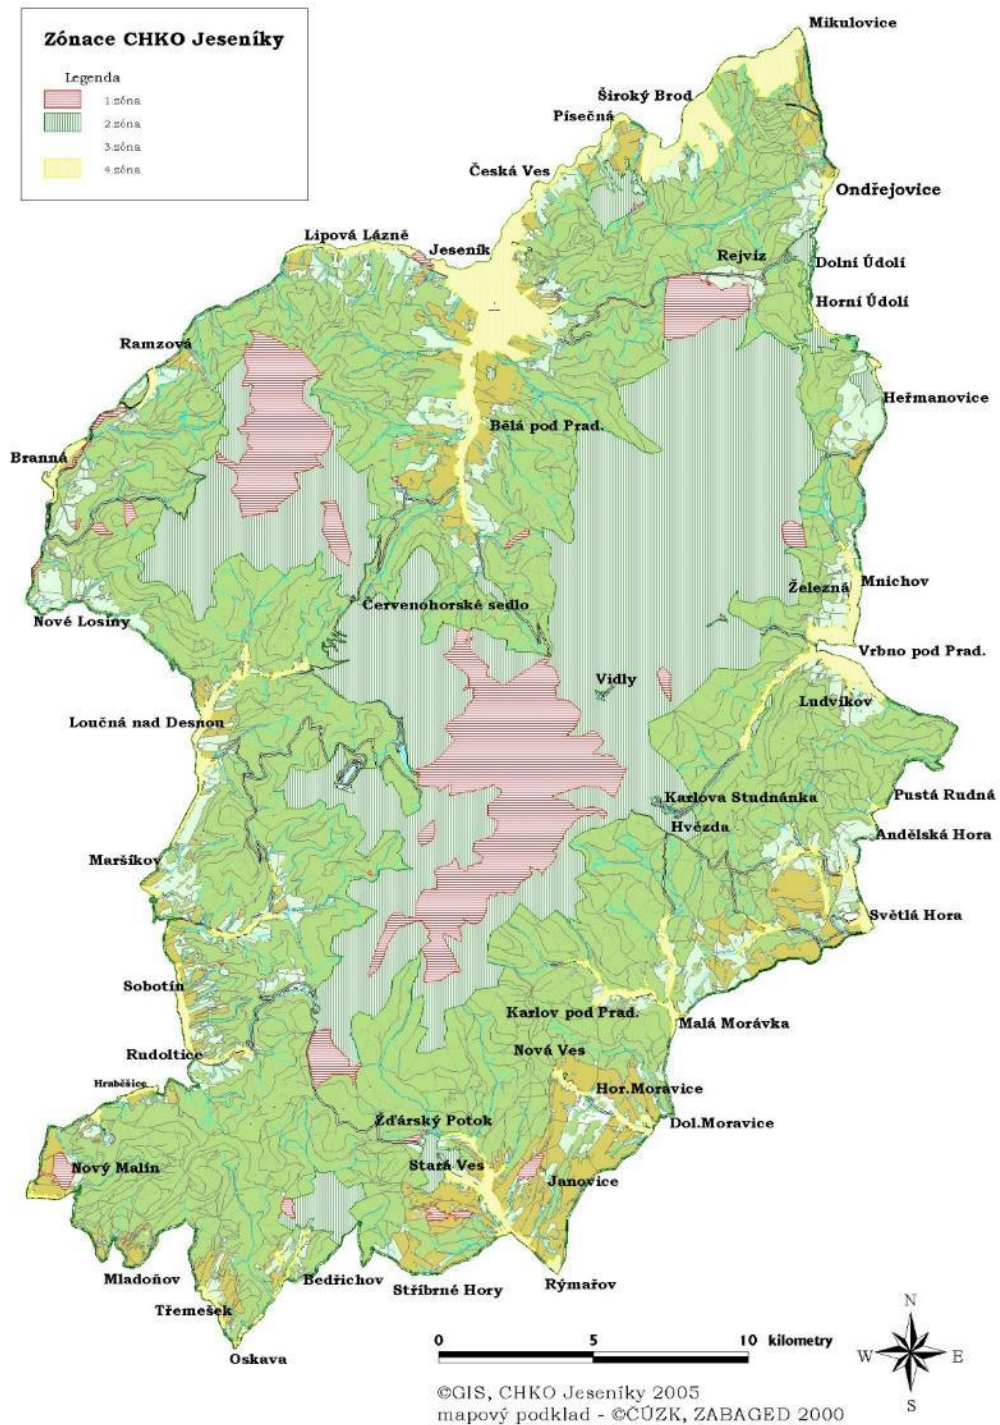 Zónace CHKO Jeseníky
Legenda
1.zóna
2.zóna
3.zóna
4.zóna
Mikulovice
Široký Brod
Písečná
Česká Ves
Ondřejovice
Lipová Lázně
Jeseník
Rejvíz
Dolní Údolí
Horní Údolí
Ramzová
Heřmanovice
Bělá pod Prad.
Branná
Mnichov
Železná
Červenohorské sedlo
Nové Losiny
Vrbno pod Prad.
Vidly
Ludvíkov
Loučná nad Desnou
Pustá Rudná
Karlova Studnánka
Hvězda
Andělská Hora
Maršíkov
Světlá Hora
Sobotín
Karlov pod Prad.
Malá Morávka
Rudoltice
Nová Ves
Hraběšice
Hor.Moravice
Žďárský Potok
Dol.Moravice
Nový Malín
Stará Ves
Janovice
Mladoňov
Bedřichov
Stříbrné Hory
Rýmařov
Třemešek
Oskava
N
W
E
S
0 5 10 kilometry
©GIS, CHKO Jeseníky 2005
mapový podklad - ©ČÚZK, ZABAGED 2000